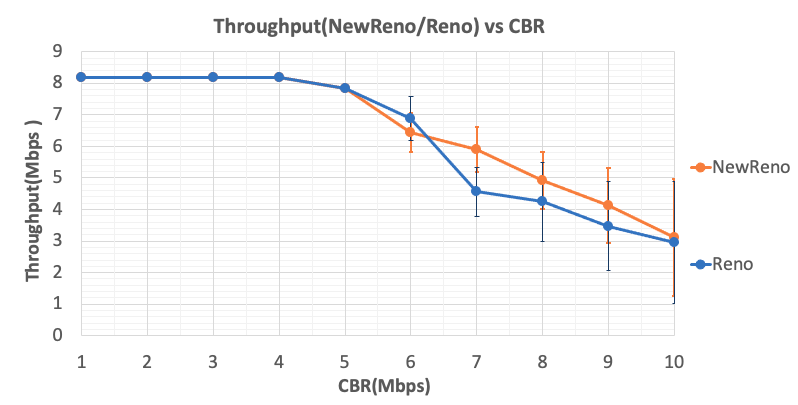 Throughput(NewReno/Reno) vs CBR
Throughput(Mbps )
9
8
7
6
5
4
3
2
1
0
1 2 3 4 5 6 7 8 9 10
CBR(Mbps)
NewReno
Reno